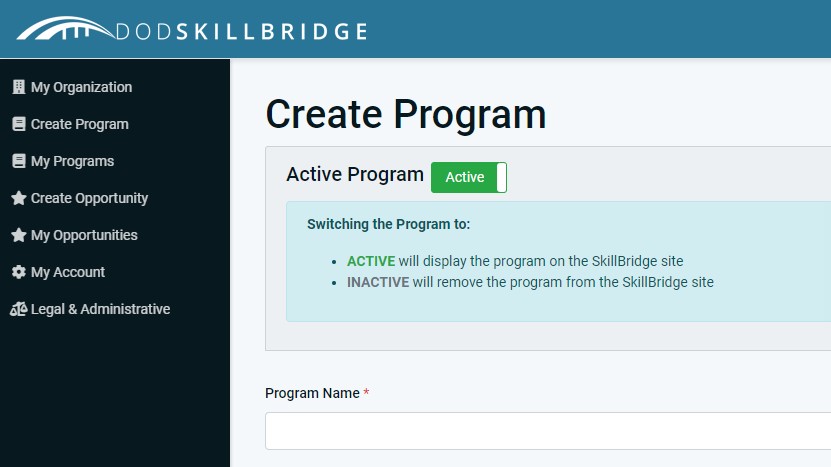 DODSKILLBRIDGE
My Organization
Create Program
My Programs
Create Opportunity
My Opportunities
My Account
Legal & Administrative
Create Program
Active Program Active
Switching the Program to:
ACTIVE will display the program on the SkillBridge site
INACTIVE will remove the program from the SkillBridge site
Program Name *